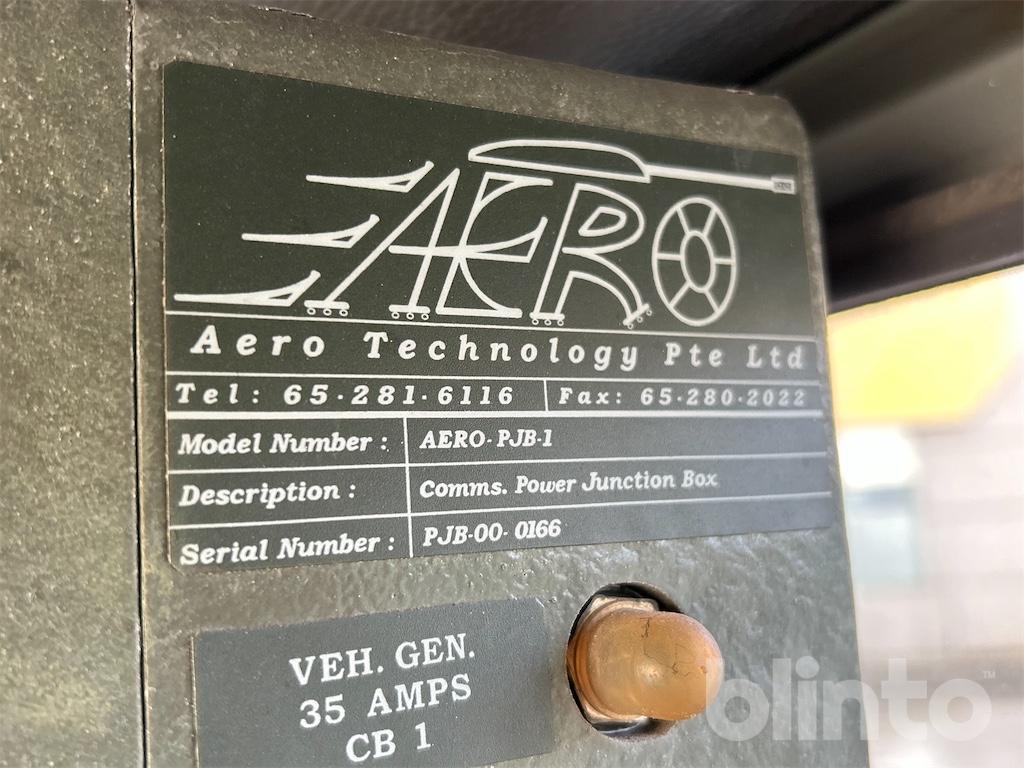 AERO
Aero Technology Pte Ltd
Tel: 65·281·6116 Fax: 65·280·2022
Model Number : AERO-PJB-1
Description : Comms. Power Junction Box
Serial Number : PJB-00- 0166
VEH. GEN.
35 AMPS
CB 1
blinto™